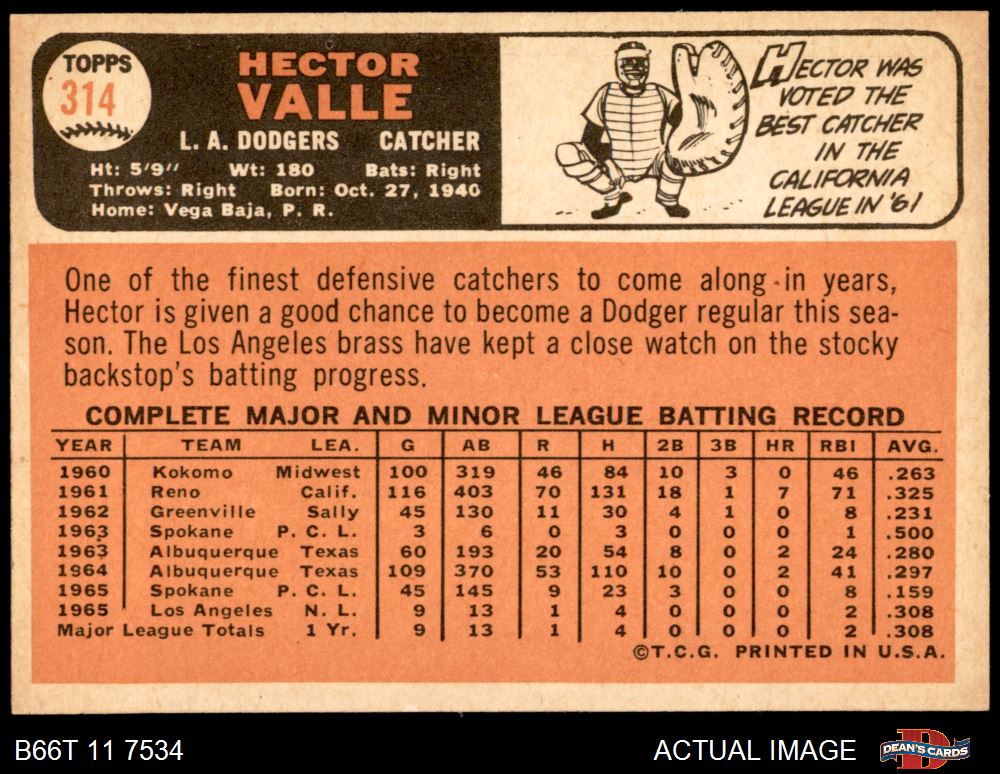 TOPPS
314
HECTOR
VALLE
L. A. DODGERS CATCHER
Ht: 5'9" Wt: 180 Bats: Right
Throws: Right Born: Oct. 27, 1940
Home: Vega Baja, P. R.
HECTOR WAS
VOTED THE
BEST CATCHER
IN THE
CALIFORNIA
LEAGUE IN '61
One of the finest defensive catchers to come along in years,
Hector is given a good chance to become a Dodger regular this sea-
son. The Los Angeles brass have kept a close watch on the stocky
backstop's batting progress.
COMPLETE MAJOR AND MINOR LEAGUE BATTING RECORD
YEAR TEAM LEA. G AB R H 2B 3B HR RBI AVG.
1960 Kokomo Midwest 100 319 46 84 10 3 0 46 .263
1961 Reno Calif. 116 403 70 131 18 1 7 71 .325
1962 Greenville Sally 45 130 11 30 4 1 0 8 .231
1963 Spokane P. C. L. 3 6 0 3 0 0 0 1 .500
1963 Albuquerque Texas 60 193 20 54 8 0 2 24 .280
1964 Albuquerque Texas 109 370 53 110 10 0 2 41 .297
1965 Spokane P. C. L. 45 145 9 23 3 0 0 8 .159
1965 Los Angeles N. L. 9 13 1 4 0 0 0 2 .308
Major League Totals 1 Yr. 9 13 1 4 0 0 0 2 .308
©T.C.G. PRINTED IN U.S.A.
B66T 11 7534 ACTUAL IMAGE DEAN'S CARDS